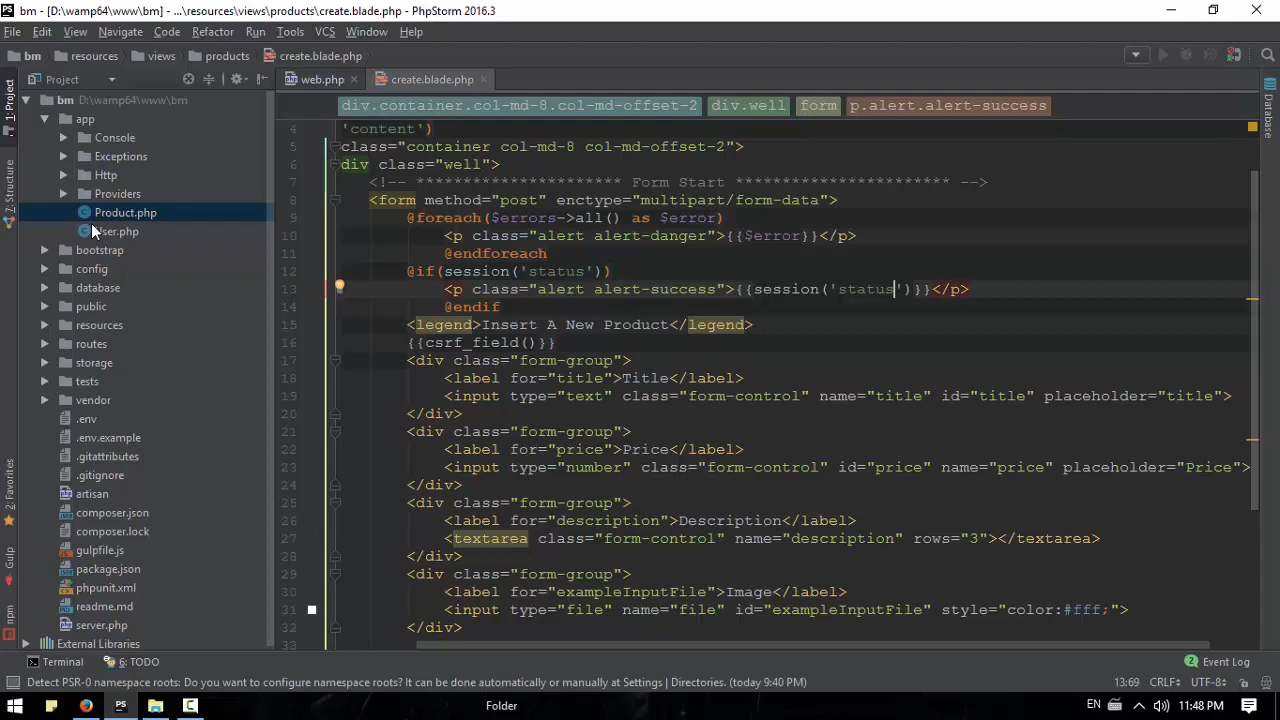 bm - [D:\wamp64\www\bm] - ...\resources\views\products\create.blade.php - PhpStorm 2016.3
File Edit View Navigate Code Refactor Run Tools VCS Window Help
bm resources views products create.blade.php
Project
web.php
create.blade.php
1: Project
7: Structure
2: Favorites
Gulp
npm
Database
bm D:\wamp64\www\bm
app
Console
Exceptions
Http
Providers
Product.php
User.php
bootstrap
config
database
public
resources
routes
storage
tests
vendor
.env
.env.example
.gitattributes
.gitignore
artisan
composer.json
composer.lock
gulpfile.js
package.json
phpunit.xml
readme.md
server.php
External Libraries
div.container.col-md-8.col-md-offset-2 div.well form p.alert.alert-success
4 'content')
5 class="container col-md-8 col-md-offset-2">
6 div class="well">
7 <!-- ********************** Form Start *********************** -->
8 <form method="post" enctype="multipart/form-data">
9 @foreach($errors->all() as $error)
10 <p class="alert alert-danger">{{$error}}</p>
11 @endforeach
12 @if(session('status'))
13 <p class="alert alert-success">{{session('status')}}</p>
14 @endif
15 <legend>Insert A New Product</legend>
16 {{csrf_field()}}
17 <div class="form-group">
18 <label for="title">Title</label>
19 <input type="text" class="form-control" name="title" id="title" placeholder="title">
20 </div>
21 <div class="form-group">
22 <label for="price">Price</label>
23 <input type="number" class="form-control" id="price" name="price" placeholder="Price">
24 </div>
25 <div class="form-group">
26 <label for="description">Description</label>
27 <textarea class="form-control" name="description" rows="3"></textarea>
28 </div>
29 <div class="form-group">
30 <label for="exampleInputFile">Image</label>
31 <input type="file" name="file" id="exampleInputFile" style="color:#fff;">
32 </div>
33
Terminal 6: TODO 2 Event Log
Detect PSR-0 namespace roots: Do you want to configure namespace roots? It can be done automatically or manually at Settings | Directories. (today 9:40 PM) 13:69 CRLF÷ UTF-8÷
PS Folder EN 11:48 PM